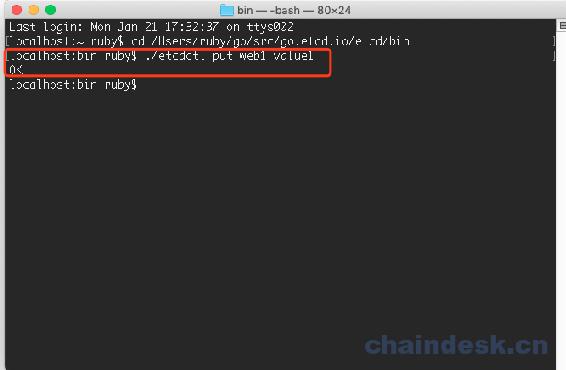 bin — -bash — 80×24
Last login: Mon Jan 21 17:32:37 on ttys022
[localhost:~ ruby$ cd /Users/ruby/go/src/go.etcd.io/etcd/bin ]
[localhost:bin ruby$ ./etcdctl put web1 value1 ]
OK
localhost:bin ruby$
chaindesk.cn